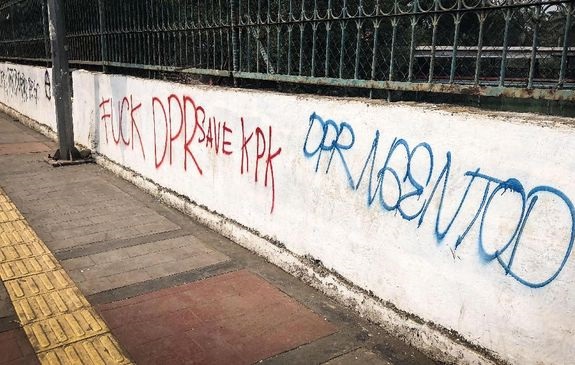 FUCK DPR SAVE KPK
DPR NGENTOD